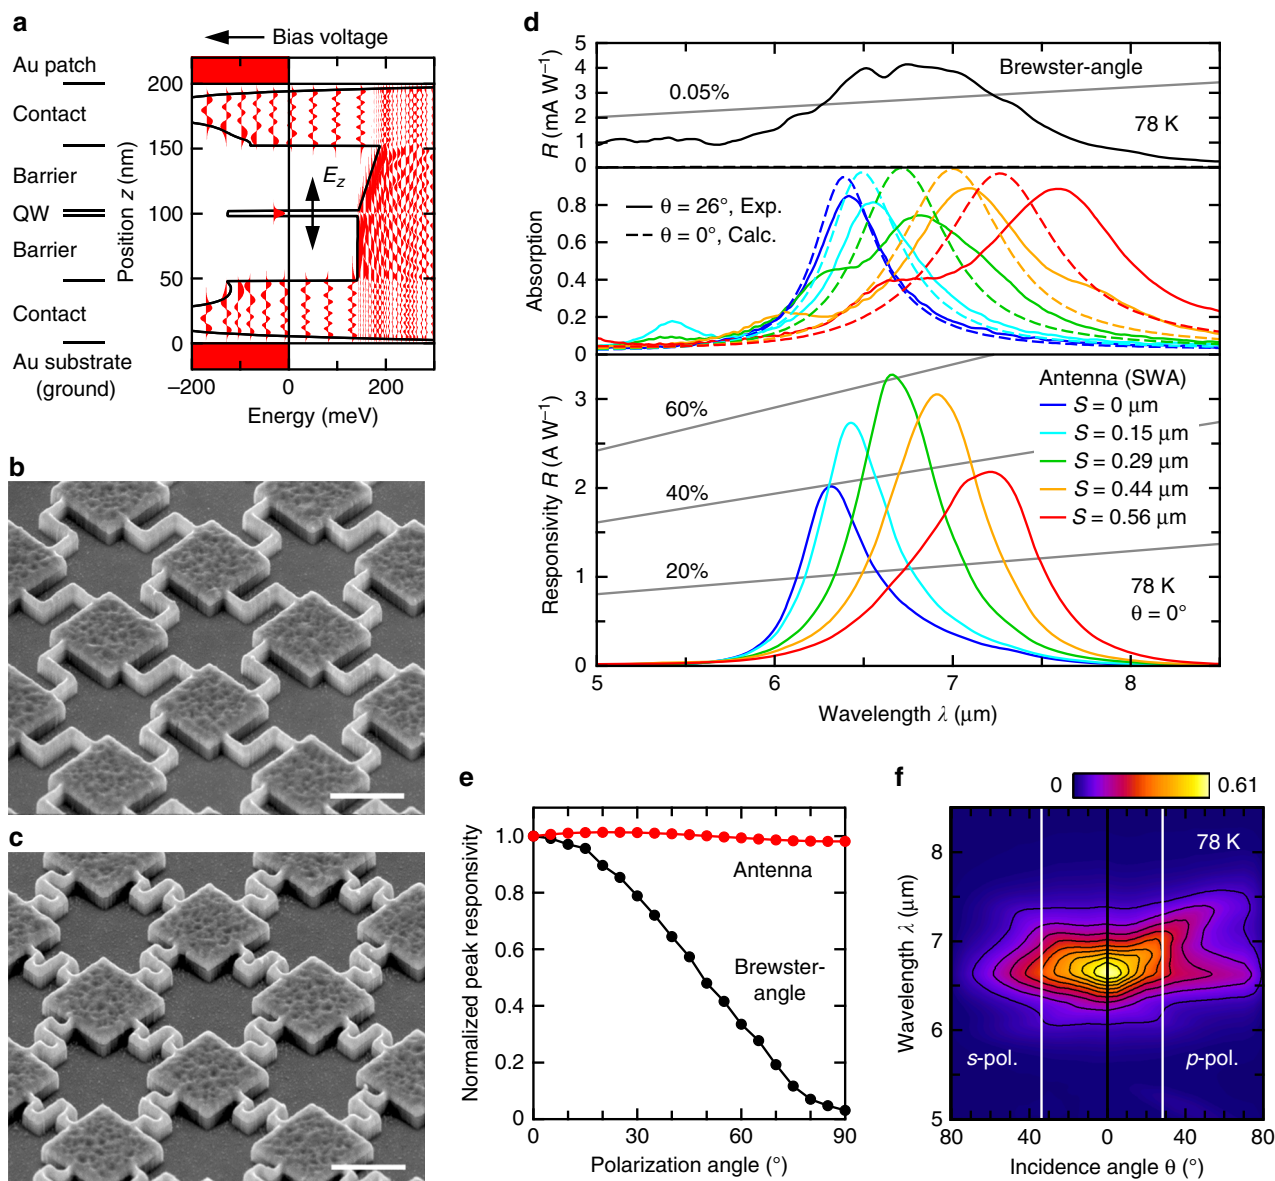 a
Bias voltage
Au patch
Contact
Barrier
QW
Barrier
Contact
Au substrate
(ground)
Position z (nm)
200
150
100
50
0
E_z
−200
0
200
Energy (meV)
b
c
d
R (mA W⁻¹)
5
4
3
2
1
0
0.05%
Brewster-angle
78 K
Absorption
0.8
0.6
0.4
0.2
0
θ = 26°, Exp.
θ = 0°, Calc.
Responsivity R (A W⁻¹)
3
2
1
0
60%
40%
20%
Antenna (SWA)
S = 0 μm
S = 0.15 μm
S = 0.29 μm
S = 0.44 μm
S = 0.56 μm
78 K
θ = 0°
5
6
7
8
Wavelength λ (μm)
e
Normalized peak responsivity
1.0
0.8
0.6
0.4
0.2
0
Antenna
Brewster-
angle
0
30
60
90
Polarization angle (°)
f
0
0.61
78 K
Wavelength λ (μm)
8
7
6
5
s-pol.
p-pol.
80
40
0
40
80
Incidence angle θ (°)